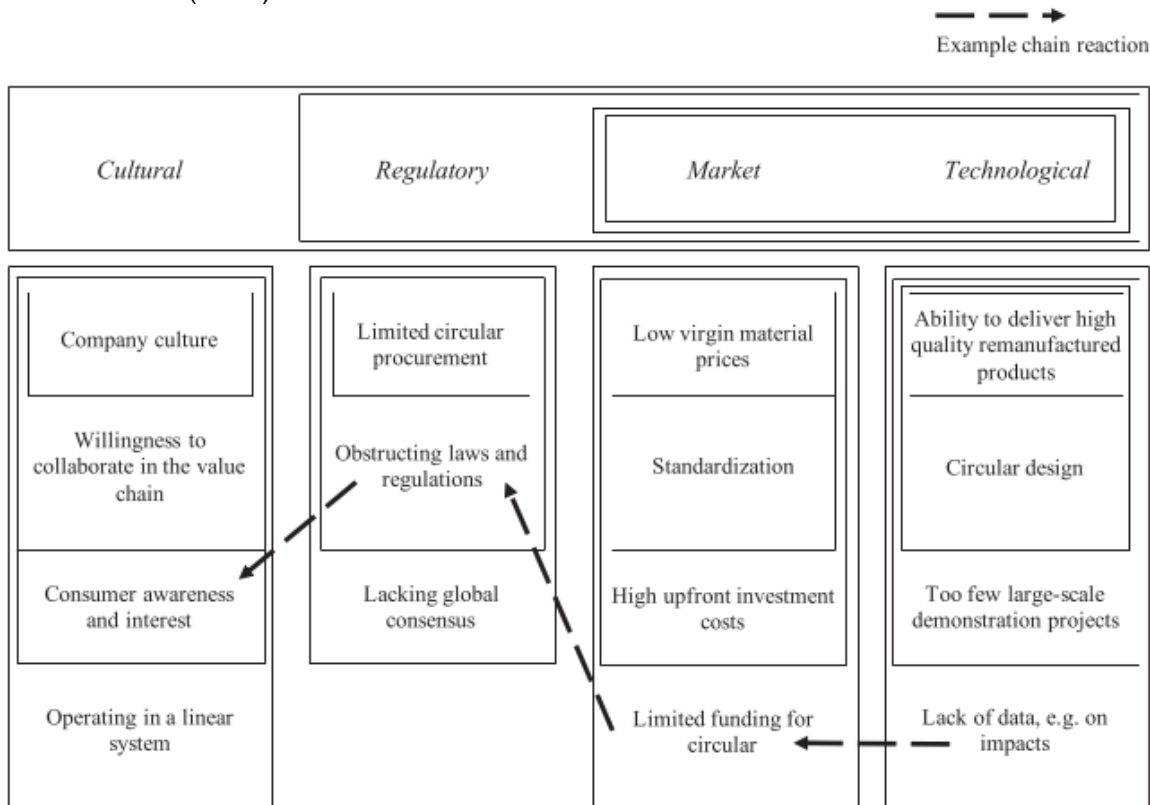 Example chain reaction
Cultural
Regulatory
Market
Technological
Company culture
Willingness to
collaborate in the value
chain
Consumer awareness
and interest
Operating in a linear
system
Limited circular
procurement
Obstructing laws and
regulations
Lacking global
consensus
Low virgin material
prices
Standardization
High upfront investment
costs
Limited funding for
circular
Ability to deliver high
quality remanufactured
products
Circular design
Too few large-scale
demonstration projects
Lack of data, e.g. on
impacts